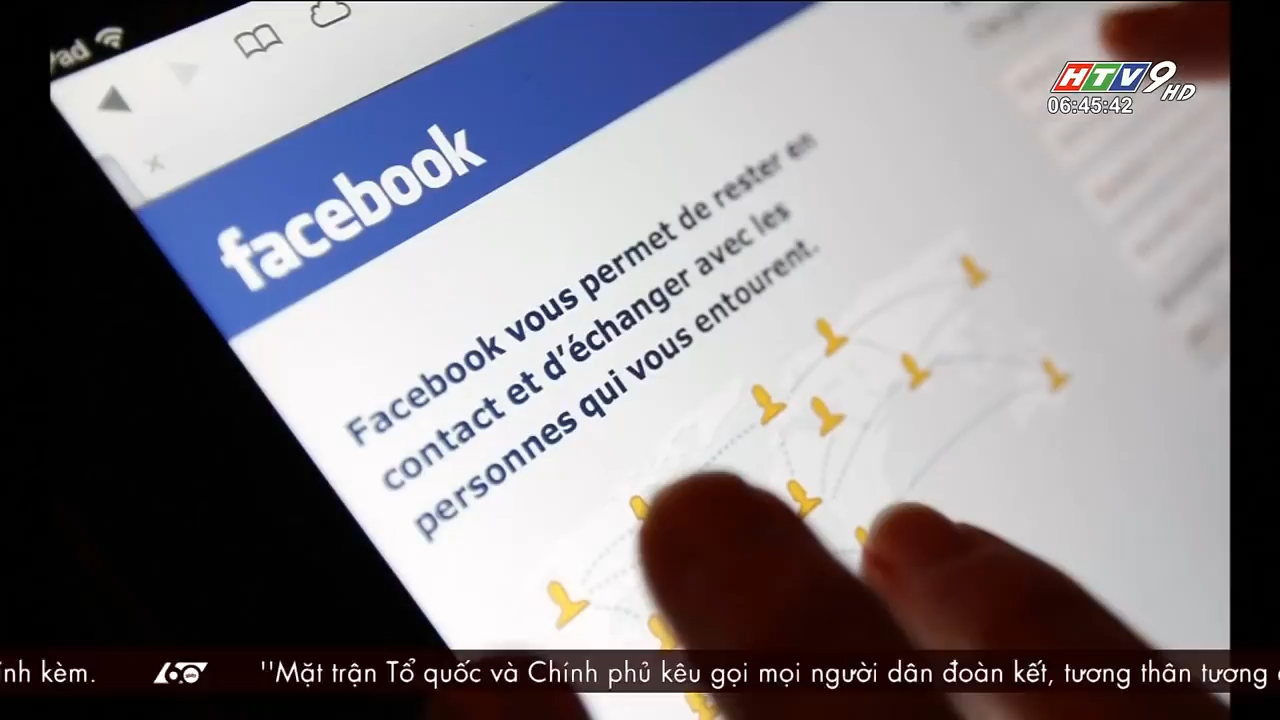 iPad
HTV9 HD
06:45:42
facebook
Facebook vous permet de rester en
contact et d'échanger avec les
personnes qui vous entourent.
kèm.
60 giây
"Mặt trận Tổ quốc và Chính phủ kêu gọi mọi người dân đoàn kết, tương thân tương